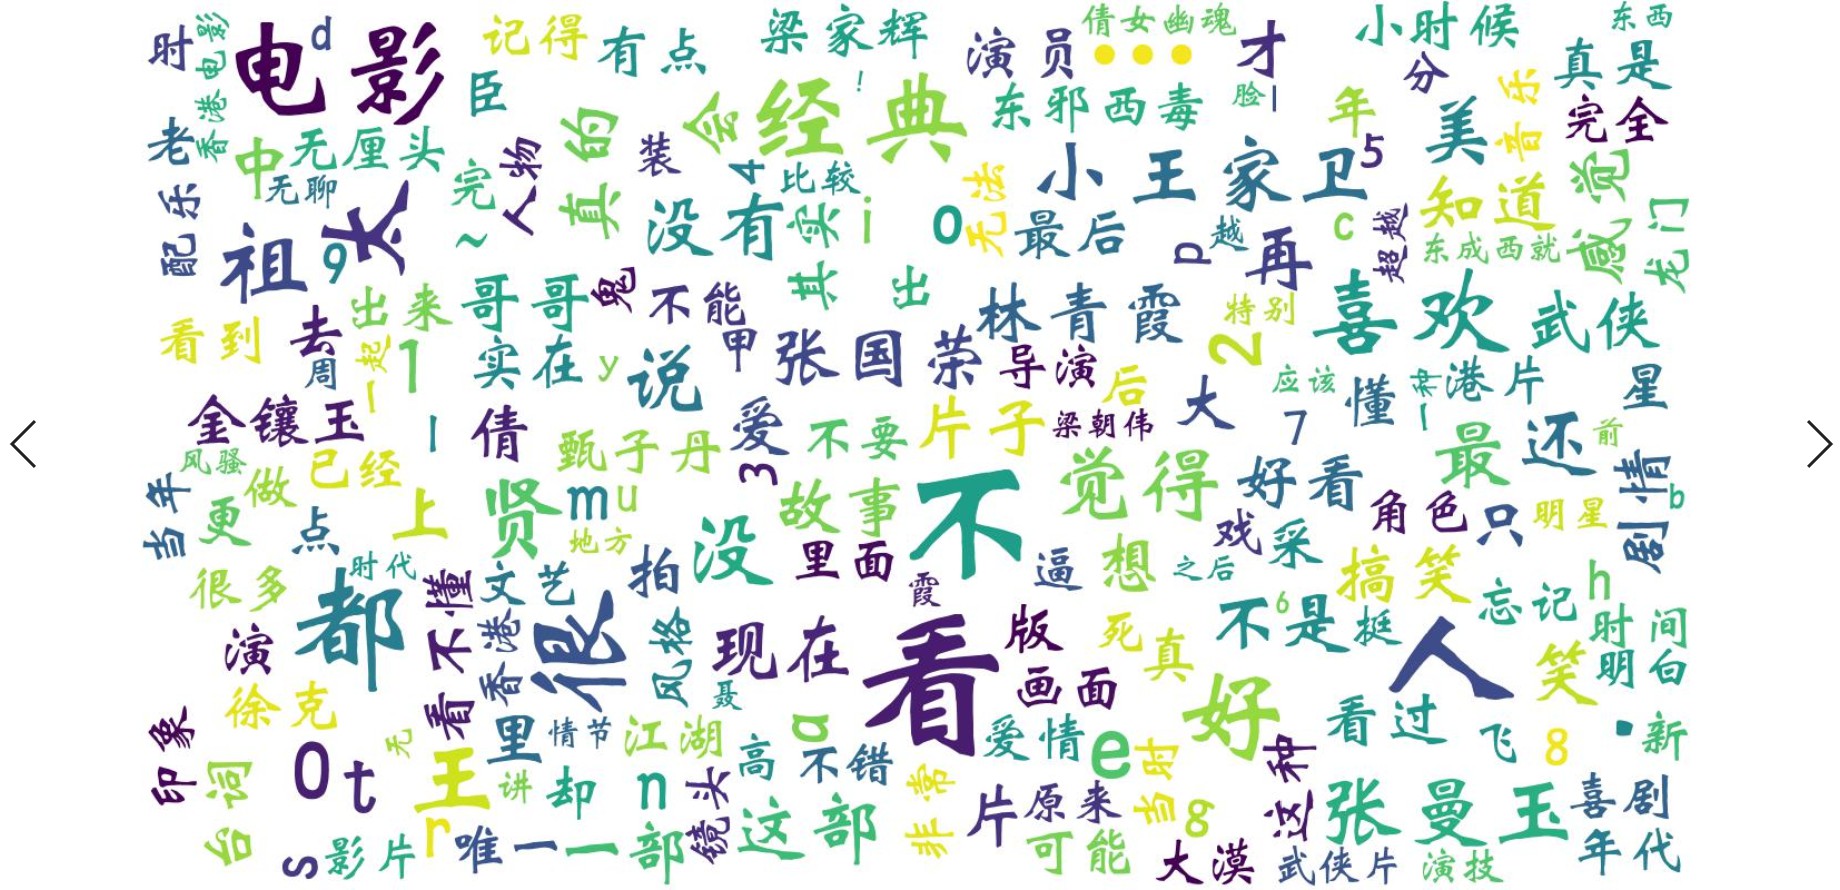 时 电影 d 记得 有点 梁家辉 演员 倩女幽魂 ••• 才 小时候 东西
香港电影 臣 ! 脸 分 音乐 真是
老 中 无厘头 人物 真的 装 会 经典 东邪西毒 年 美 完全
无聊 完 4 比较 小 王家卫 5 知道 感觉
配乐 祖 9 太 ~ 真 没有 实 i o 无法 最后 p 越 再 c 超越 东成西就 龙门
看到 去 出来 哥哥 鬼 不能 其 出 林青霞 特别 喜欢 武侠
周 一起 1 实在 y 说 甲 张国荣 导演 后 2 应该 懂 港片 星
金镶玉 l 倩 甄子丹 爱 不要 片子 梁朝伟 大 7 最 还 前
风骚 做 已经 3 觉得 好看 剧情 b
当年 更 点 上 贤 m u 地方 没 故事 不 戏 采 角色 只 明星
很多 时代 看不懂 文艺 拍 里面 霞 逼 想 之后 搞笑 h
演 都 香港 很 风格 现在 看 版 死 真 不是 6 挺 人 忘记 时间
徐克 聂 画面 好 笑 明白
印象 无 里 情节 江湖 a 高 不错 爱情 e 当时 这种 看过 飞 8 新
台词 0 t 王 讲 却 n 镜头 非常 片 原来 g 张曼玉 喜剧
s 影片 r 唯一 一部 这部 可能 大漠 武侠片 演技 年代